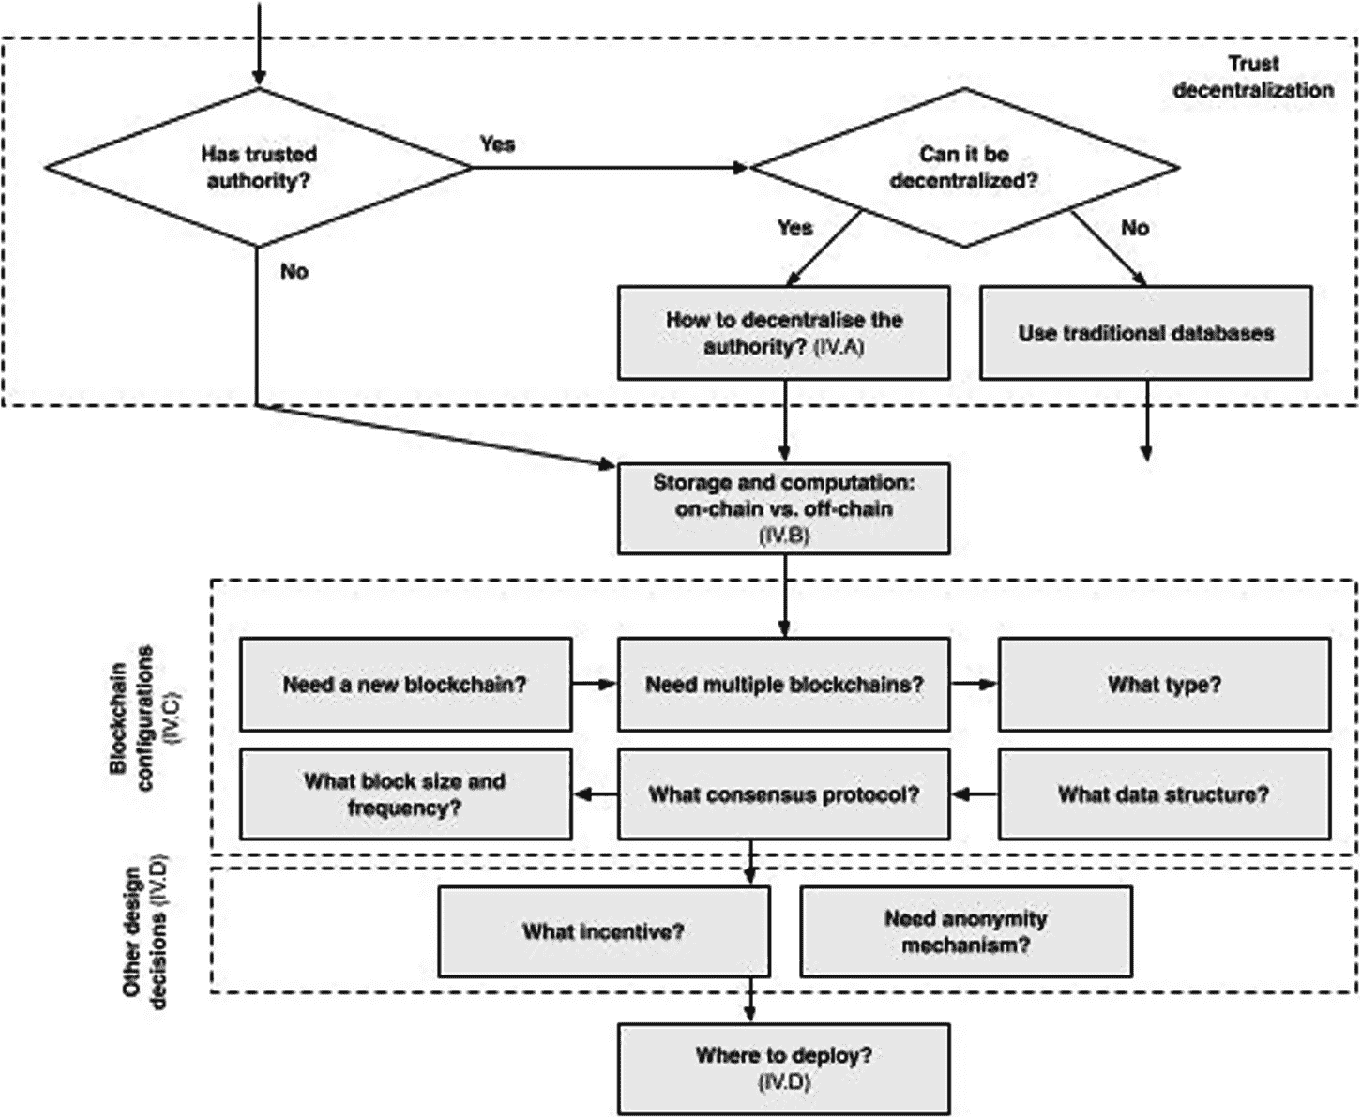 Trust
decentralization
Has trusted
authority?
Yes
Can it be
decentralized?
Yes
No
No
How to decentralise the
authority? (IV.A)
Use traditional databases
Storage and computation:
on-chain vs. off-chain
(IV.B)
Blockchain
configurations
(IV.C)
Need a new blockchain?
Need multiple blockchains?
What type?
What block size and
frequency?
What consensus protocol?
What data structure?
Other design
decisions (IV.D)
What incentive?
Need anonymity
mechanism?
Where to deploy?
(IV.D)